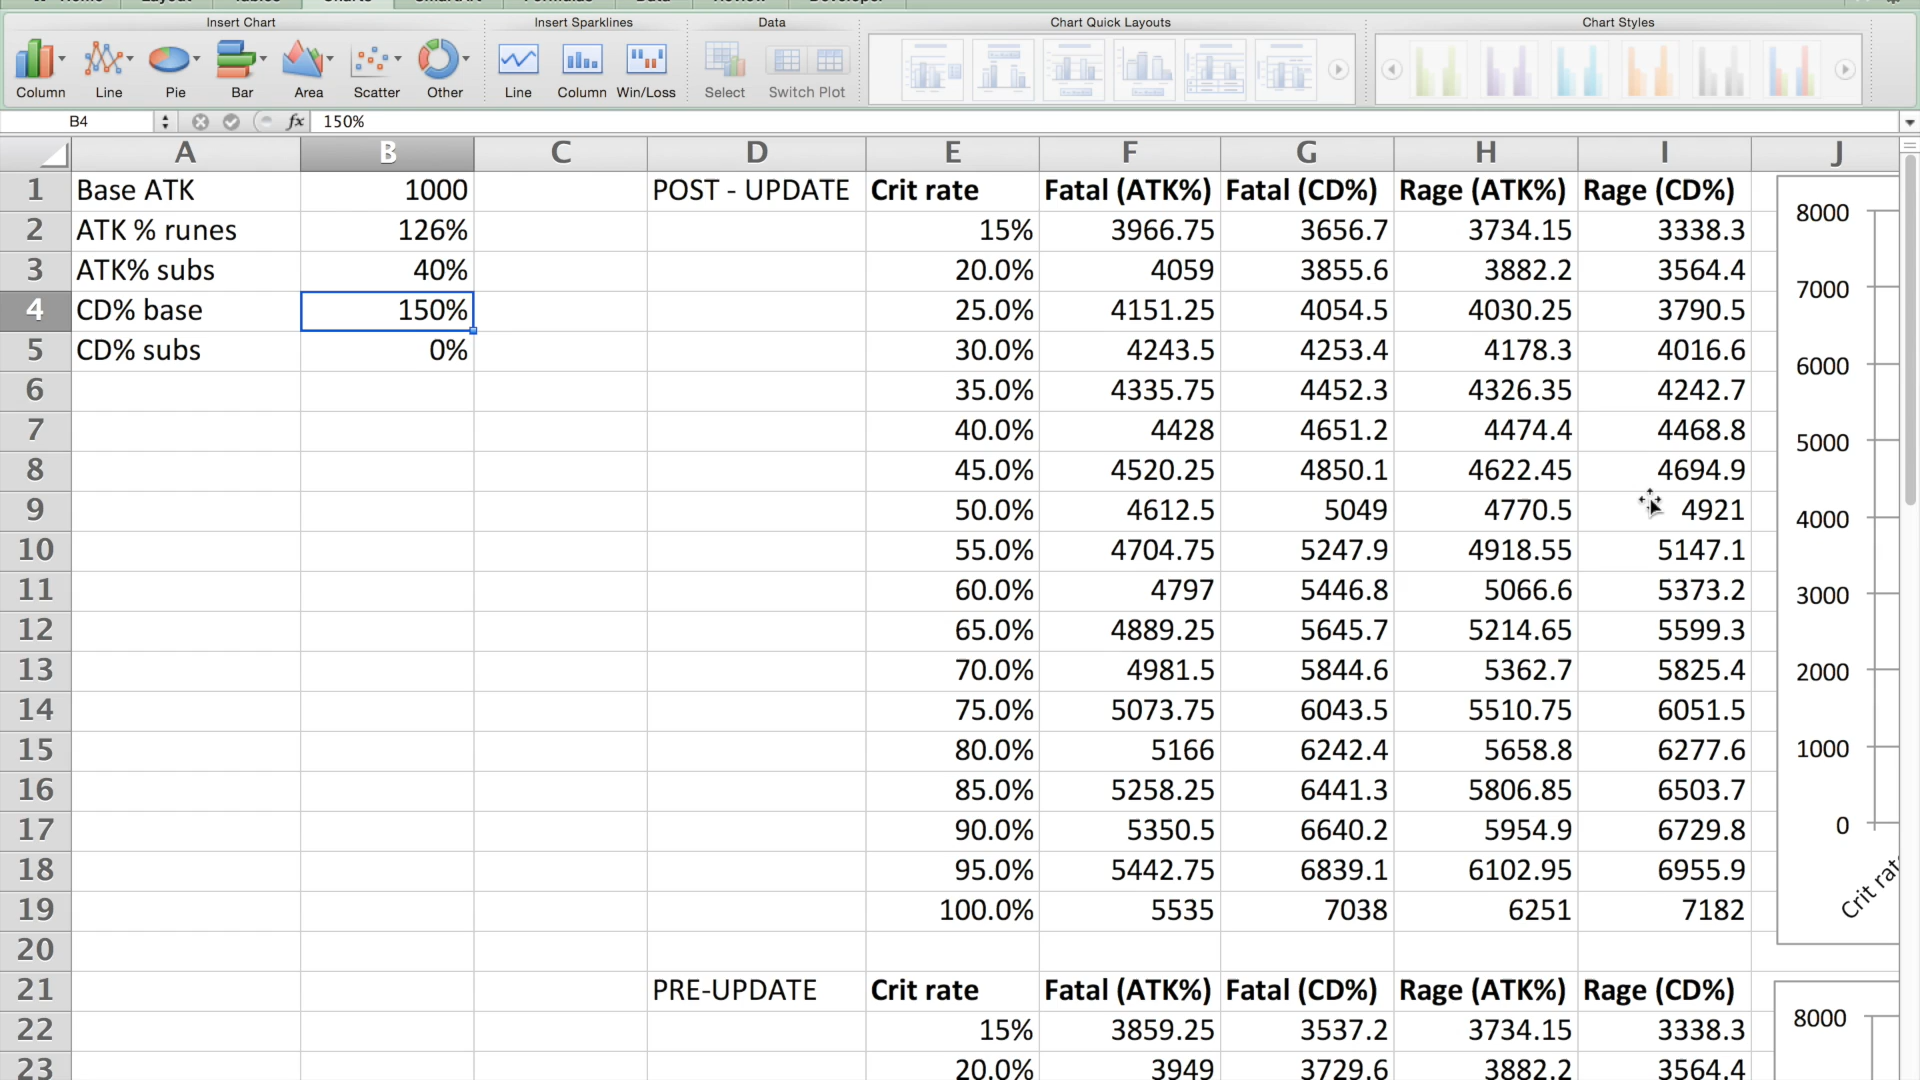 Home Layout Tables Charts SmartArt Formulas Data Review Developer
Insert Chart Insert Sparklines Data Chart Quick Layouts Chart Styles
Column Line Pie Bar Area Scatter Other Line Column Win/Loss Select Switch Plot
B4 fx 150%
A B C D E F G H I J
1 Base ATK 1000 POST - UPDATE Crit rate Fatal (ATK%) Fatal (CD%) Rage (ATK%) Rage (CD%)
2 ATK % runes 126% 15% 3966.75 3656.7 3734.15 3338.3
3 ATK% subs 40% 20.0% 4059 3855.6 3882.2 3564.4
4 CD% base 150% 25.0% 4151.25 4054.5 4030.25 3790.5
5 CD% subs 0% 30.0% 4243.5 4253.4 4178.3 4016.6
6 35.0% 4335.75 4452.3 4326.35 4242.7
7 40.0% 4428 4651.2 4474.4 4468.8
8 45.0% 4520.25 4850.1 4622.45 4694.9
9 50.0% 4612.5 5049 4770.5 4921
10 55.0% 4704.75 5247.9 4918.55 5147.1
11 60.0% 4797 5446.8 5066.6 5373.2
12 65.0% 4889.25 5645.7 5214.65 5599.3
13 70.0% 4981.5 5844.6 5362.7 5825.4
14 75.0% 5073.75 6043.5 5510.75 6051.5
15 80.0% 5166 6242.4 5658.8 6277.6
16 85.0% 5258.25 6441.3 5806.85 6503.7
17 90.0% 5350.5 6640.2 5954.9 6729.8
18 95.0% 5442.75 6839.1 6102.95 6955.9
19 100.0% 5535 7038 6251 7182
20
21 PRE-UPDATE Crit rate Fatal (ATK%) Fatal (CD%) Rage (ATK%) Rage (CD%)
22 15% 3859.25 3537.2 3734.15 3338.3
23 20.0% 3949 3729.6 3882.2 3564.4
8000
7000
6000
5000
4000
3000
2000
1000
0
Crit rat
8000